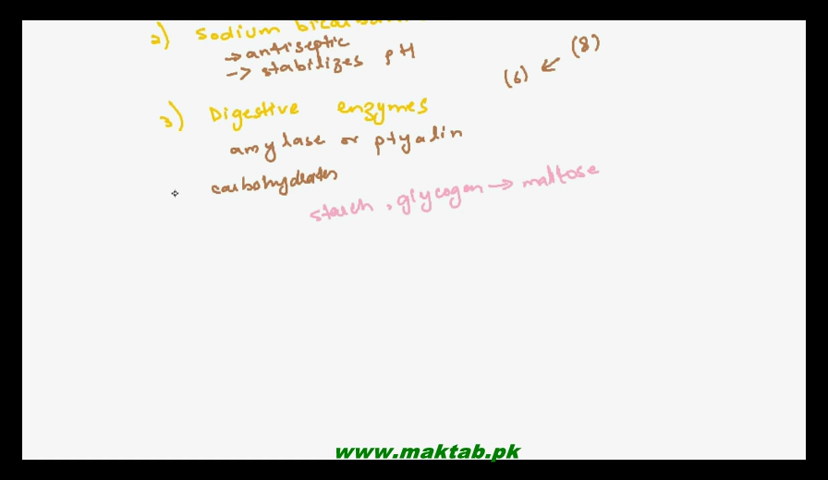 2) Sodium
→ antiseptic
→ stabilizes pH
(8)
(6) ←
3) Digestive enzymes
amylase or ptyalin
carbohydrates
starch, glycogen → maltose
www.maktab.pk